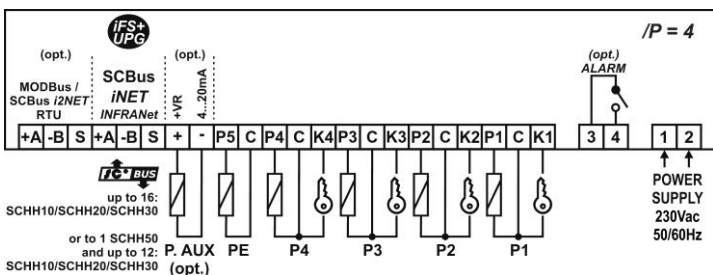 iFS+
UPG
/P = 4
(opt.)
(opt.)
(opt.)
ALARM
MODBus /
SCBus i2NET
RTU
SCBus
iNET
INFRANet
+VR
4..20mA
+A -B S +A -B S + - P5 C P4 C K4 P3 C K3 P2 C K2 P1 C K1 3 4 1 2
BUS
up to 16:
SCHH10/SCHH20/SCHH30
or to 1 SCHH50
and up to 12:
SCHH10/SCHH20/SCHH30
P. AUX
(opt.)
PE
P4
P3
P2
P1
POWER
SUPPLY
230Vac
50/60Hz